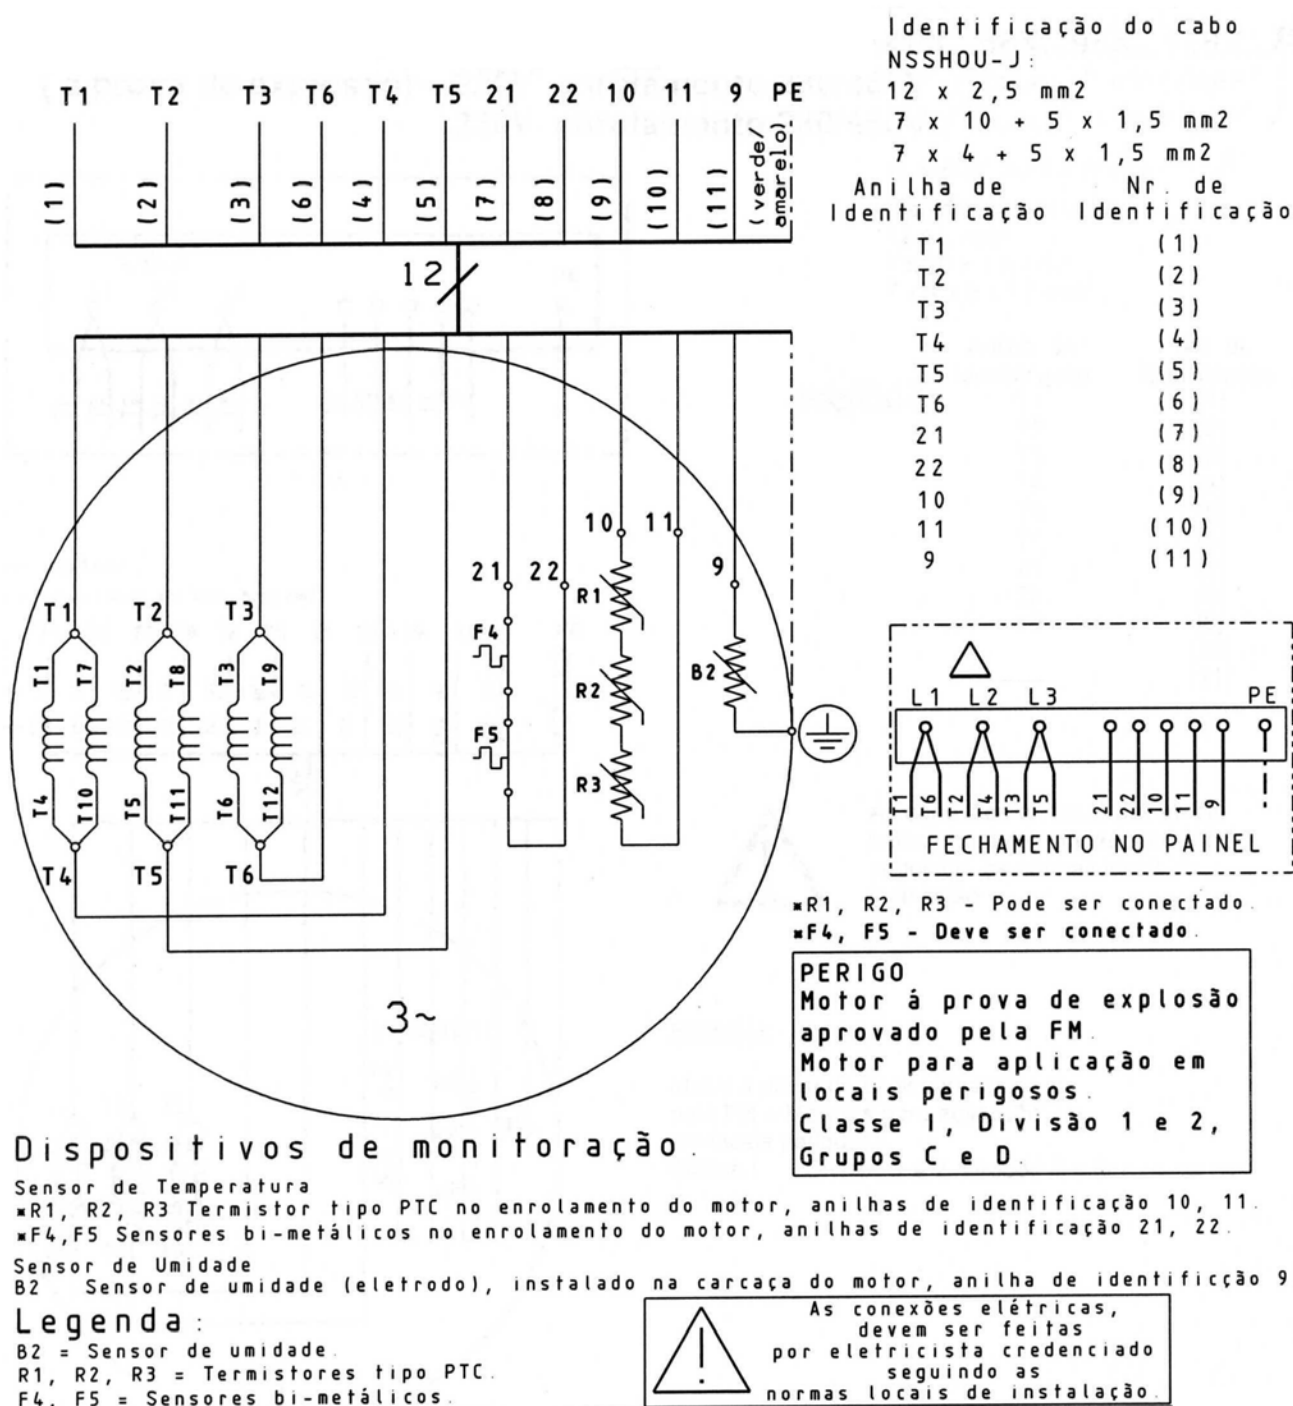 Identificação do cabo
NSSHOU-J:
12 x 2,5 mm2
7 x 10 + 5 x 1,5 mm2
7 x 4 + 5 x 1,5 mm2
Anilha de Identificação Nr. de Identificação
T1 (1)
T2 (2)
T3 (3)
T4 (4)
T5 (5)
T6 (6)
21 (7)
22 (8)
10 (9)
11 (10)
9 (11)
T1 T2 T3 T6 T4 T5 21 22 10 11 9 PE
(1) (2) (3) (6) (4) (5) (7) (8) (9) (10) (11) (verde/amarelo)
12
10 11
21 22 9
R1
T1 T2 T3
F4
T1 T7 T2 T8 T3 T9
R2 B2
F5
R3
T4 T10 T5 T11 T6 T12
T4 T5 T6
3~
L1 L2 L3 PE
T1 T6 T2 T4 T3 T5 21 22 10 11 9
FECHAMENTO NO PAINEL
*R1, R2, R3 - Pode ser conectado.
*F4, F5 - Deve ser conectado.
PERIGO
Motor á prova de explosão
aprovado pela FM.
Motor para aplicação em
locais perigosos.
Classe I, Divisão 1 e 2,
Grupos C e D.
Dispositivos de monitoração.
Sensor de Temperatura
*R1, R2, R3 Termistor tipo PTC no enrolamento do motor, anilhas de identificação 10, 11.
*F4,F5 Sensores bi-metálicos no enrolamento do motor, anilhas de identificação 21, 22.
Sensor de Umidade
B2 Sensor de umidade (eletrodo), instalado na carcaça do motor, anilha de identificção 9
Legenda:
B2 = Sensor de umidade.
R1, R2, R3 = Termistores tipo PTC.
F4, F5 = Sensores bi-metálicos.
!
As conexões elétricas,
devem ser feitas
por eletricista credenciado
seguindo as
normas locais de instalação.